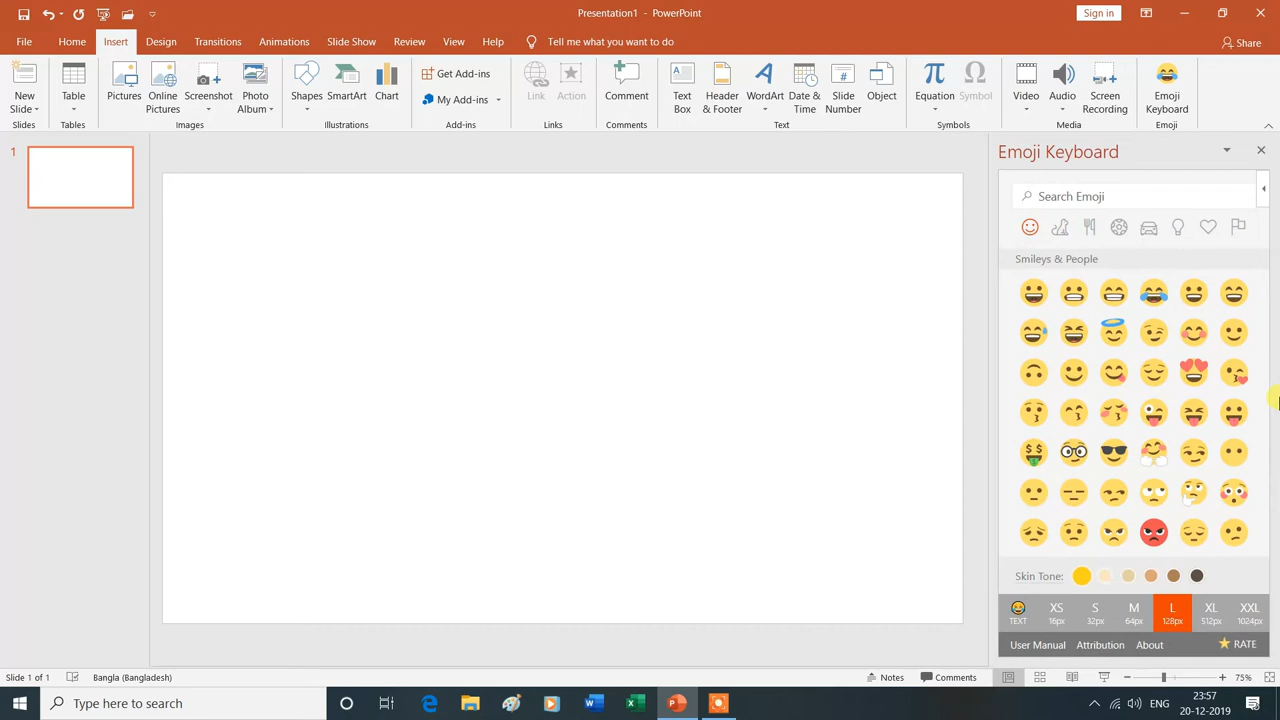 Presentation1 - PowerPoint
Sign in
File Home Insert Design Transitions Animations Slide Show Review View Help Tell me what you want to do
Share
New Slide
Table
Pictures
Online Pictures
Screenshot
Photo Album
Shapes
SmartArt
Chart
Get Add-ins
My Add-ins
Link
Action
Comment
Text Box
Header & Footer
WordArt
Date & Time
Slide Number
Object
Equation
Symbol
Video
Audio
Screen Recording
Emoji Keyboard
Slides Tables Images Illustrations Add-ins Links Comments Text Symbols Media Emoji
1
Emoji Keyboard
Search Emoji
Smileys & People
Skin Tone:
TEXT
XS 16px
S 32px
M 64px
L 128px
XL 512px
XXL 1024px
User Manual Attribution About RATE
Slide 1 of 1 Bangla (Bangladesh) Notes Comments 75%
Type here to search
ENG
23:57
20-12-2019